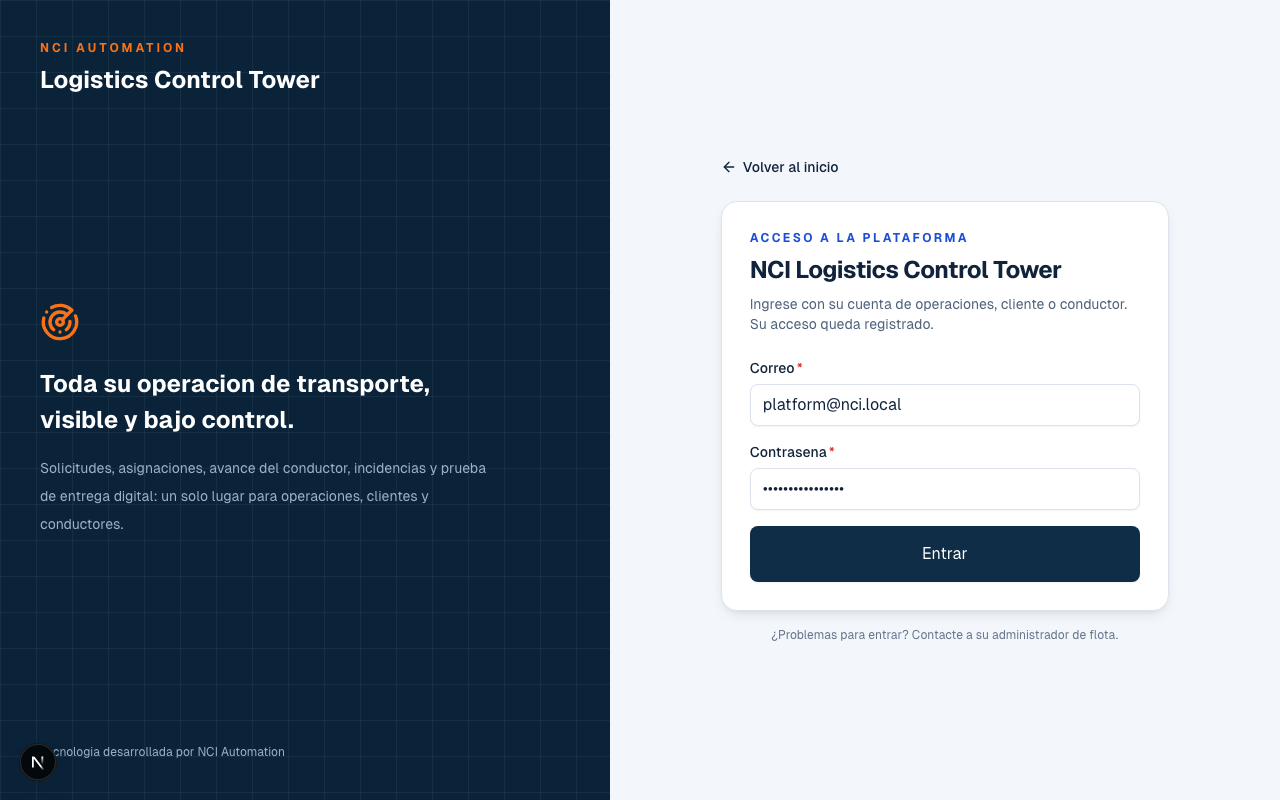 NCI AUTOMATION
Logistics Control Tower
Toda su operacion de transporte,
visible y bajo control.
Solicitudes, asignaciones, avance del conductor, incidencias y prueba
de entrega digital: un solo lugar para operaciones, clientes y
conductores.
desarrollada por NCI Automation
N
← Volver al inicio
ACCESO A LA PLATAFORMA
NCI Logistics Control Tower
Ingrese con su cuenta de operaciones, cliente o conductor.
Su acceso queda registrado.
Correo *
platform@nci.local
Contrasena *
••••••••••••••••
Entrar
¿Problemas para entrar? Contacte a su administrador de flota.